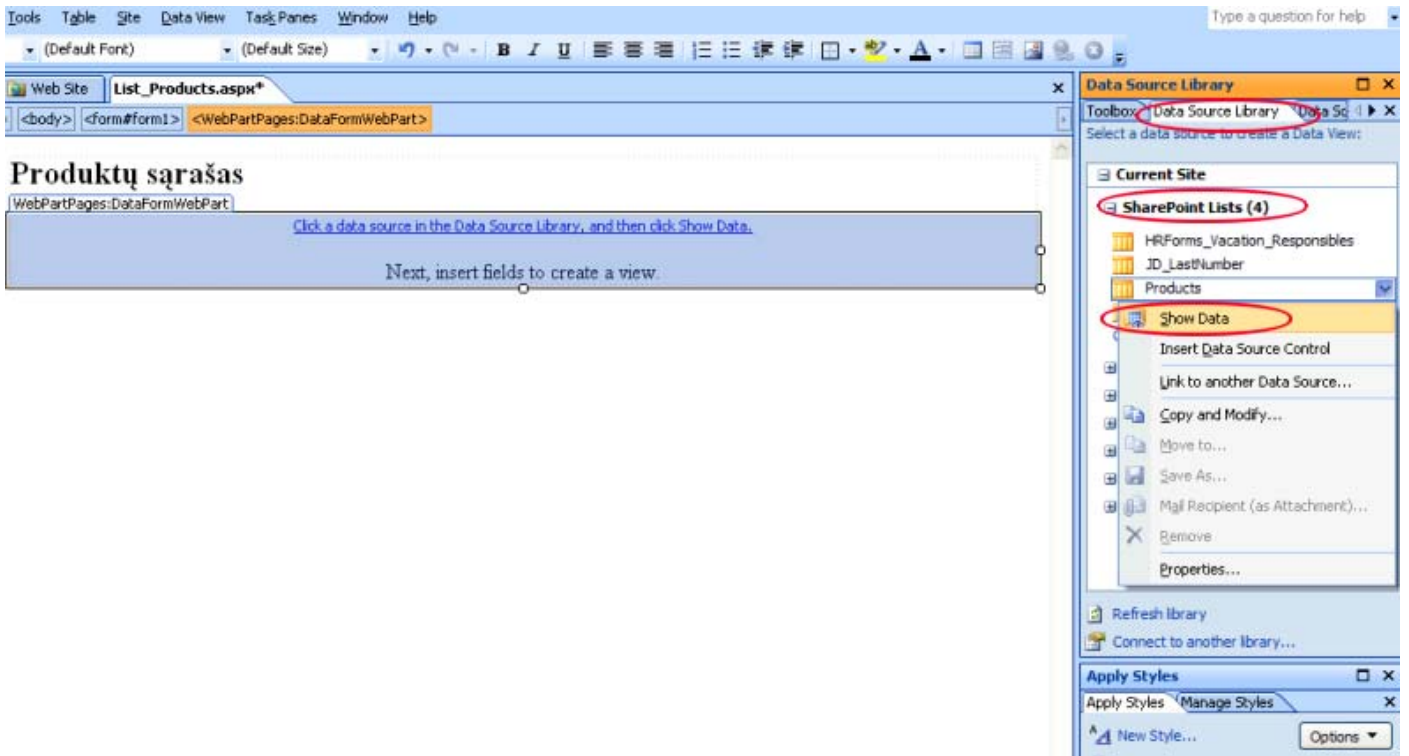 Tools Table Site Data View Task Panes Window Help Type a question for help
(Default Font) (Default Size) B I U A
Web Site List_Products.aspx*
<body> <form#form1> <WebPartPages:DataFormWebPart>
Produktų sąrašas
WebPartPages:DataFormWebPart
Click a data source in the Data Source Library, and then click Show Data.
Next, insert fields to create a view.
Data Source Library
Toolbox Data Source Library Data So
Select a data source to create a Data View:
Current Site
SharePoint Lists (4)
HRForms_Vacation_Responsibles
JD_LastNumber
Products
Show Data
Insert Data Source Control
Link to another Data Source...
Copy and Modify...
Move to...
Save As...
Mail Recipient (as Attachment)...
Remove
Properties...
Refresh library
Connect to another library...
Apply Styles
Apply Styles Manage Styles
New Style... Options